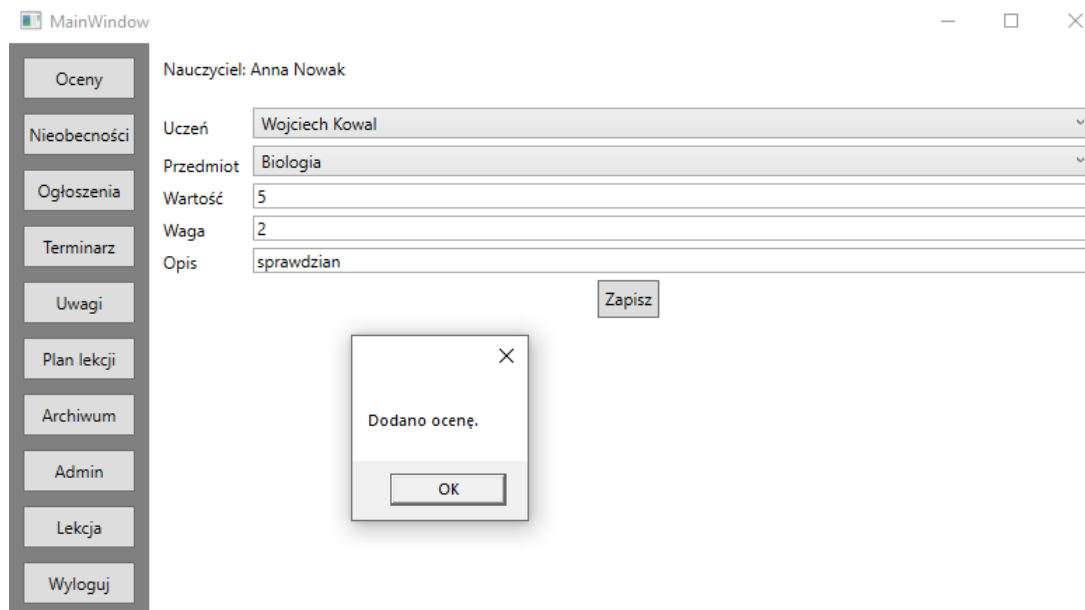 MainWindow
Oceny
Nieobecności
Ogłoszenia
Terminarz
Uwagi
Plan lekcji
Archiwum
Admin
Lekcja
Wyloguj
Nauczyciel: Anna Nowak
Uczeń Wojciech Kowal
Przedmiot Biologia
Wartość 5
Waga 2
Opis sprawdzian
Zapisz
Dodano ocenę.
OK